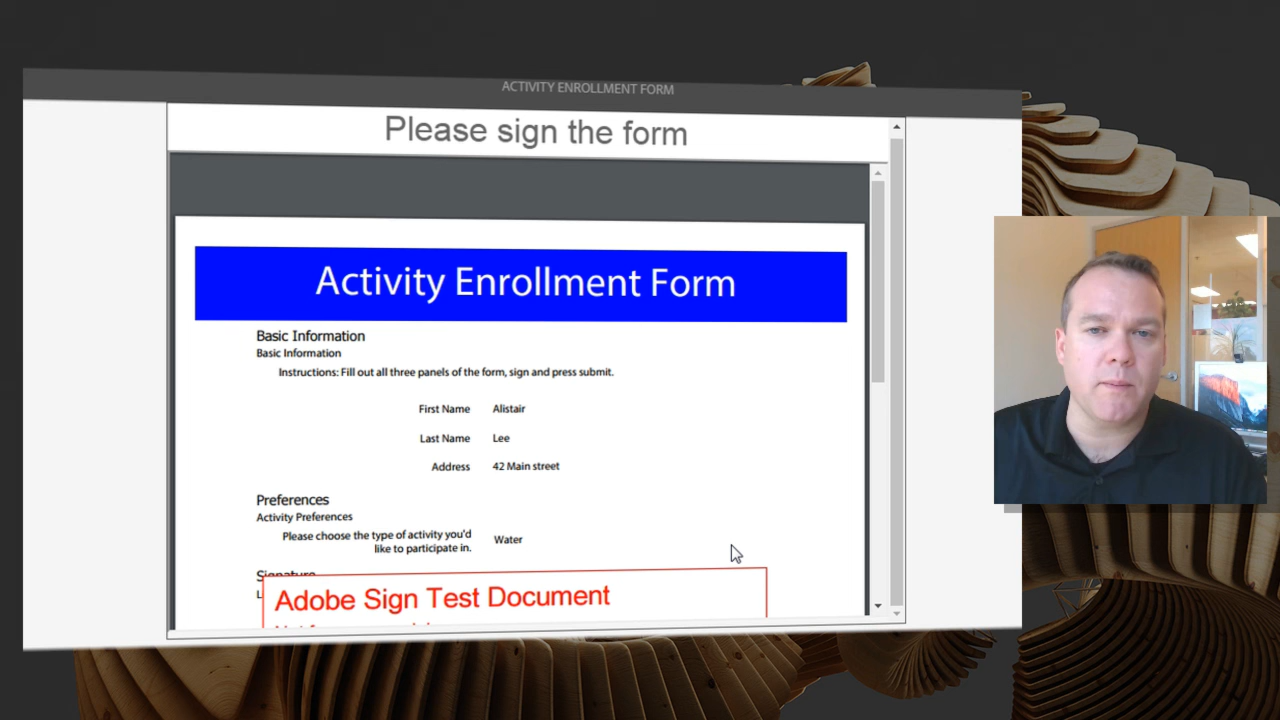 ACTIVITY ENROLLMENT FORM
Please sign the form
Activity Enrollment Form
Basic Information
Basic Information
Instructions: Fill out all three panels of the form, sign and press submit.
First Name Alistair
Last Name Lee
Address 42 Main street
Preferences
Activity Preferences
Please choose the type of activity you'd Water
like to participate in.
Signature
Adobe Sign Test Document